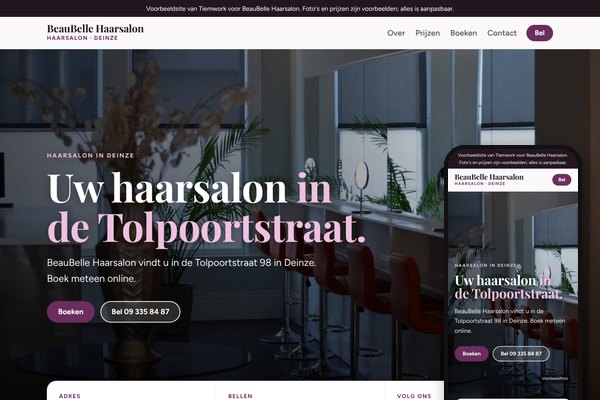 Voorbeeldsite van Tiemwork voor BeauBelle Haarsalon. Foto's en prijzen zijn voorbeelden; alles is aanpasbaar.
BeauBelle Haarsalon
HAARSALON · DEINZE
Over Prijzen Boeken Contact Bel
HAARSALON IN DEINZE
Uw haarsalon in
de Tolpoortstraat.
BeauBelle Haarsalon vindt u in de Tolpoortstraat 98 in Deinze.
Boek meteen online.
Boeken Bel 09 335 84 87
ADRES BELLEN VOLG ONS
Voorbeeldsite van Tiemwork voor BeauBelle Haarsalon.
Foto's en prijzen zijn voorbeelden; alles is aanpasbaar.
BeauBelle Haarsalon
HAARSALON · DEINZE
Bel
HAARSALON IN DEINZE
Uw haarsalon in
de Tolpoortstraat.
BeauBelle Haarsalon vindt u in de
Tolpoortstraat 98 in Deinze. Boek meteen
online.
Boeken Bel 09 335 84 87
Voorbeeldfoto